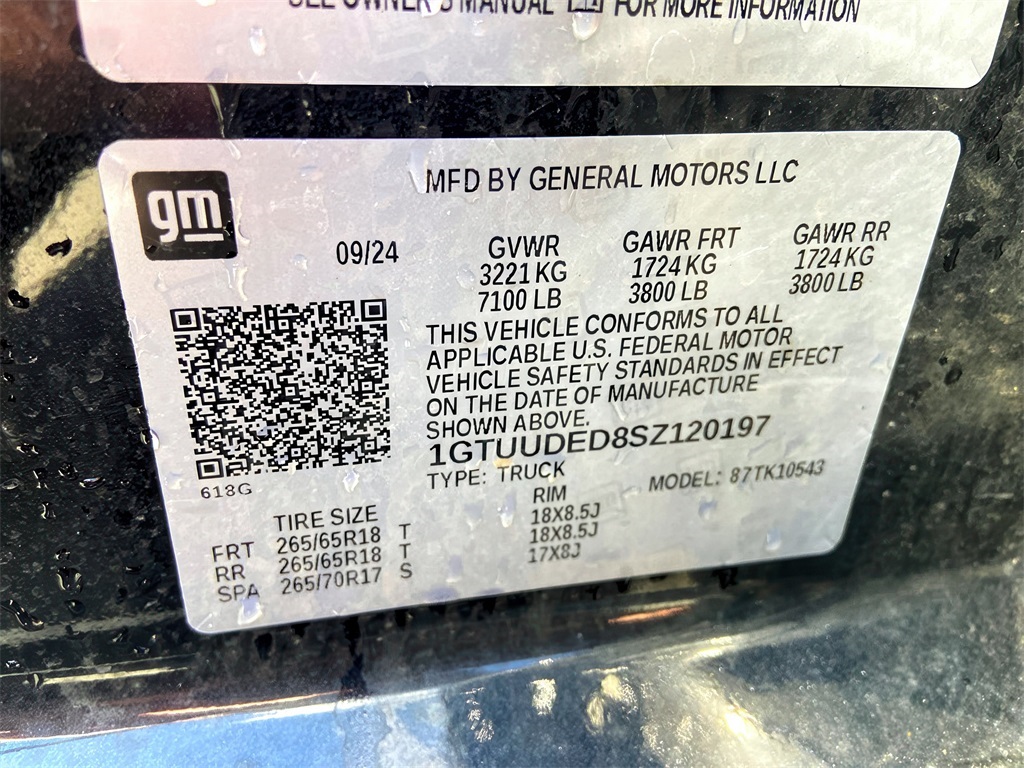 SEE OWNER'S MANUAL FOR MORE INFORMATION
gm
MFD BY GENERAL MOTORS LLC
09/24
GVWR GAWR FRT GAWR RR
3221 KG 1724 KG 1724 KG
7100 LB 3800 LB 3800 LB
THIS VEHICLE CONFORMS TO ALL
APPLICABLE U.S. FEDERAL MOTOR
VEHICLE SAFETY STANDARDS IN EFFECT
ON THE DATE OF MANUFACTURE
SHOWN ABOVE.
1GTUUDED8SZ120197
TYPE: TRUCK MODEL: 87TK10543
618G
TIRE SIZE RIM
FRT 265/65R18 T 18X8.5J
RR 265/65R18 T 18X8.5J
SPA 265/70R17 S 17X8J